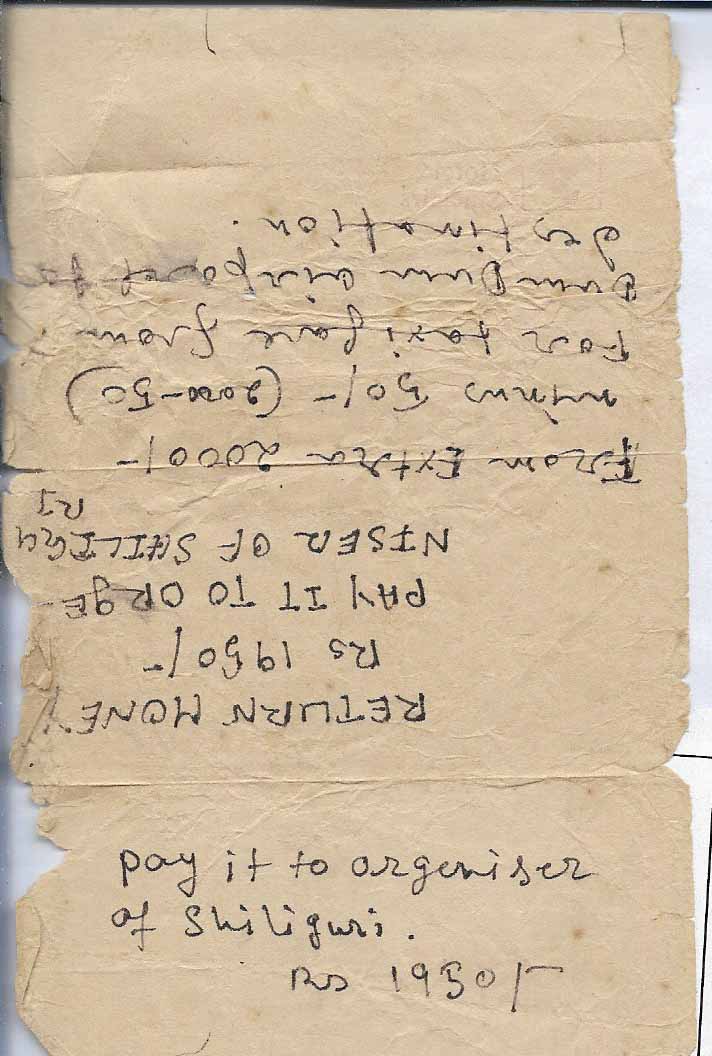 RETURN MONEY
Rs 1950/-
PAY IT TO ORGE-
NISER OF SHILIGU
RI
From Extra 2000/-
minus 50/- (2000-50)
For taxi fare from
Dum Dum airport to
destination.
pay it to orgeniser
of Shiliguri.
Rs 1950/-